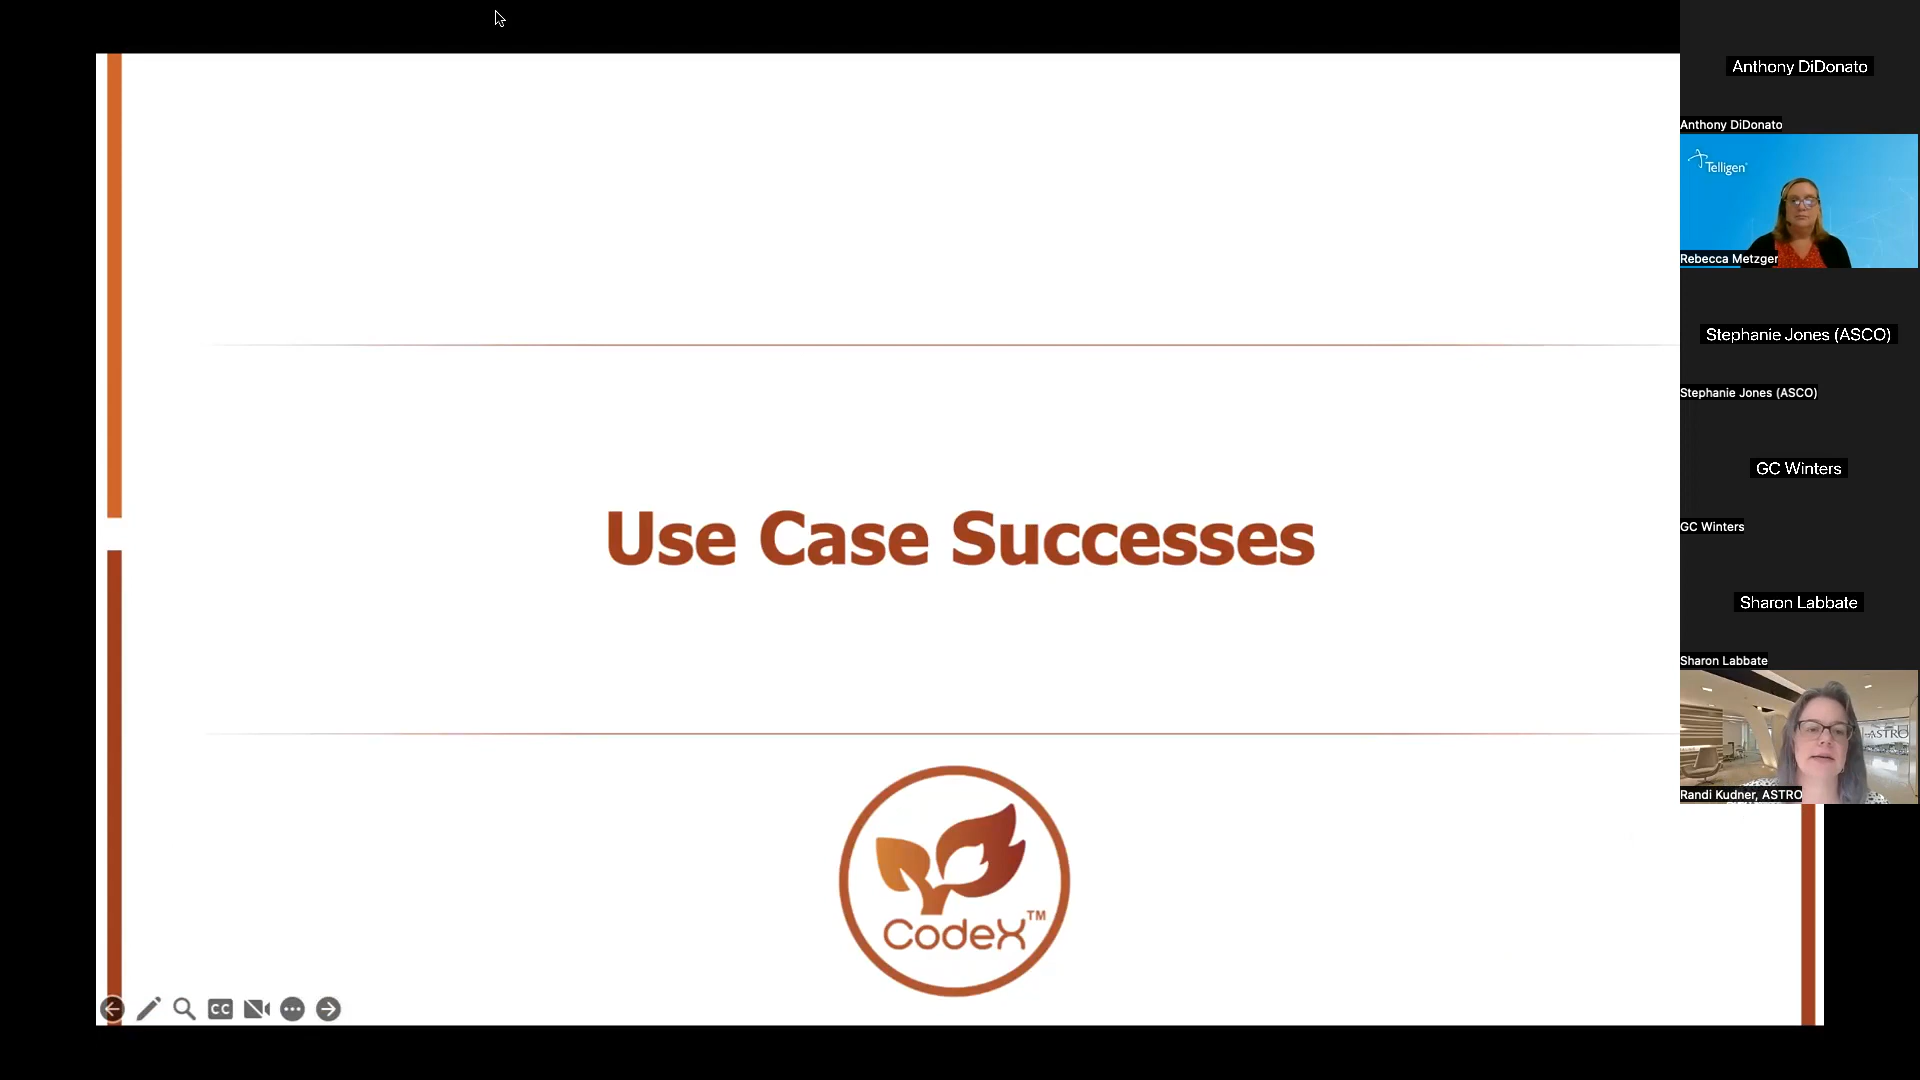 Anthony DiDonato
Anthony DiDonato
Telligen
Rebecca Metzger
Stephanie Jones (ASCO)
Stephanie Jones (ASCO)
GC Winters
GC Winters
Sharon Labbate
Sharon Labbate
ASTRO
Randi Kudner, ASTRO
Use Case Successes
CodeX™
CC